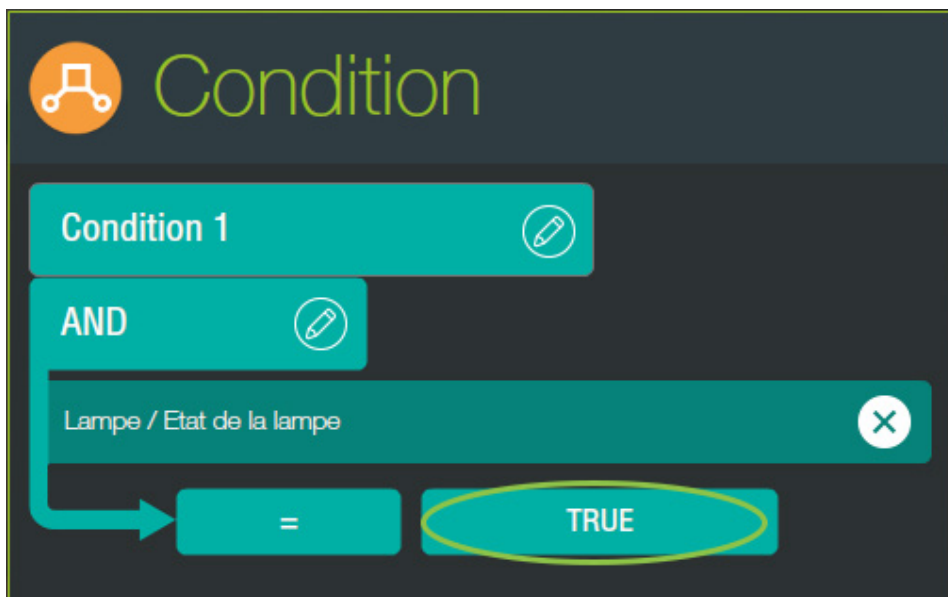 Condition
Condition 1
AND
Lampe / Etat de la lampe
= TRUE